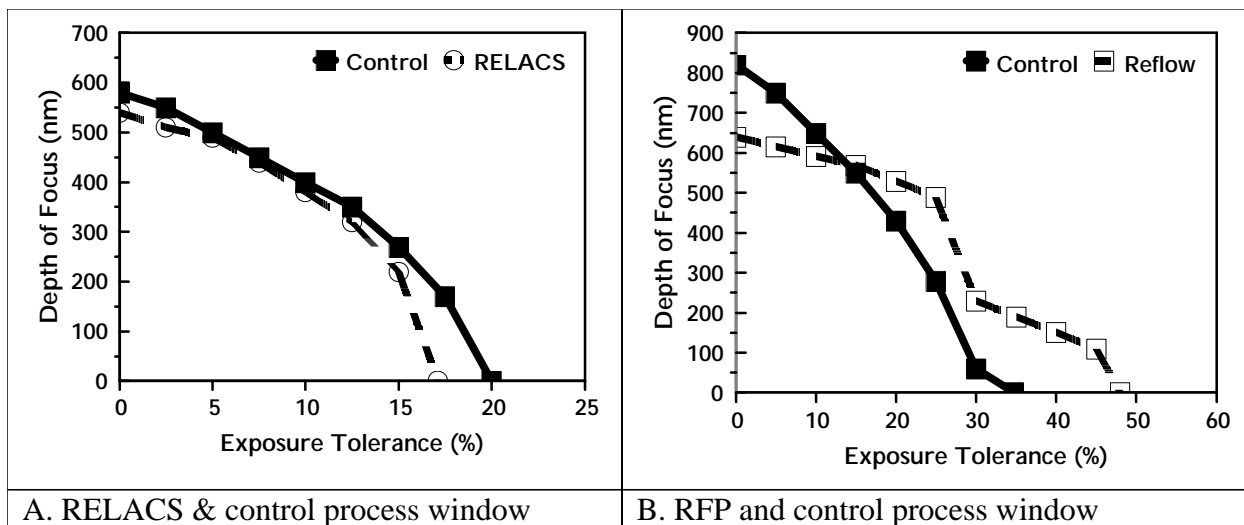 700
600
500
400
300
200
100
0
Depth of Focus (nm)
Control RELACS
0 5 10 15 20 25
Exposure Tolerance (%)
A. RELACS & control process window
900
800
700
600
500
400
300
200
100
0
Depth of Focus (nm)
Control Reflow
0 10 20 30 40 50 60
Exposure Tolerance (%)
B. RFP and control process window